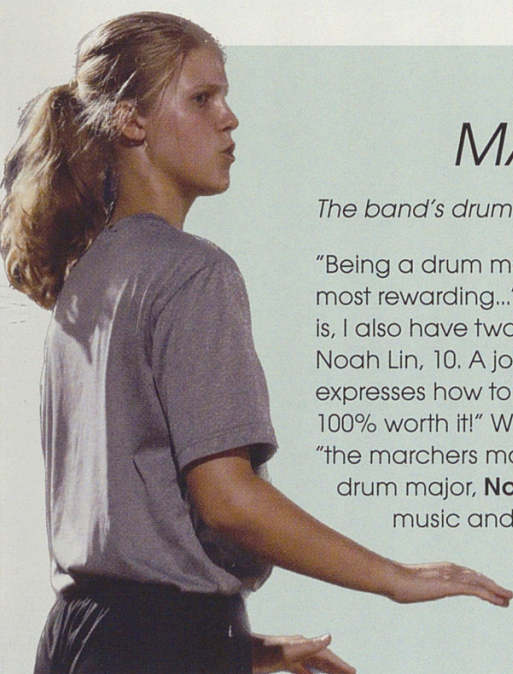 MA
The band's drum
"Being a drum m
most rewarding..."
is, I also have two
Noah Lin, 10. A jo
expresses how to
100% worth it!" W
"the marchers ma
drum major, No
music and